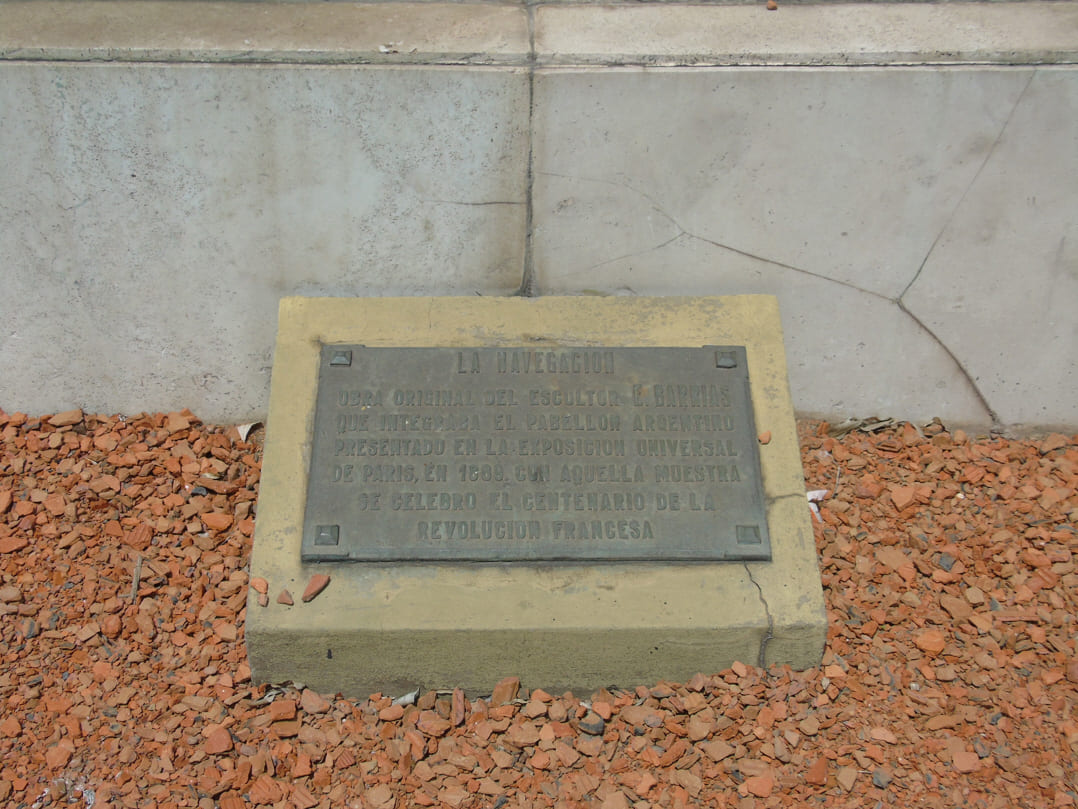 LA NAVEGACION
OBRA ORIGINAL DEL ESCULTOR E. BARRIAS
QUE INTEGRABA EL PABELLON ARGENTINO
PRESENTADO EN LA EXPOSICION UNIVERSAL
DE PARIS, EN 1889. CON AQUELLA MUESTRA
SE CELEBRO EL CENTENARIO DE LA
REVOLUCION FRANCESA